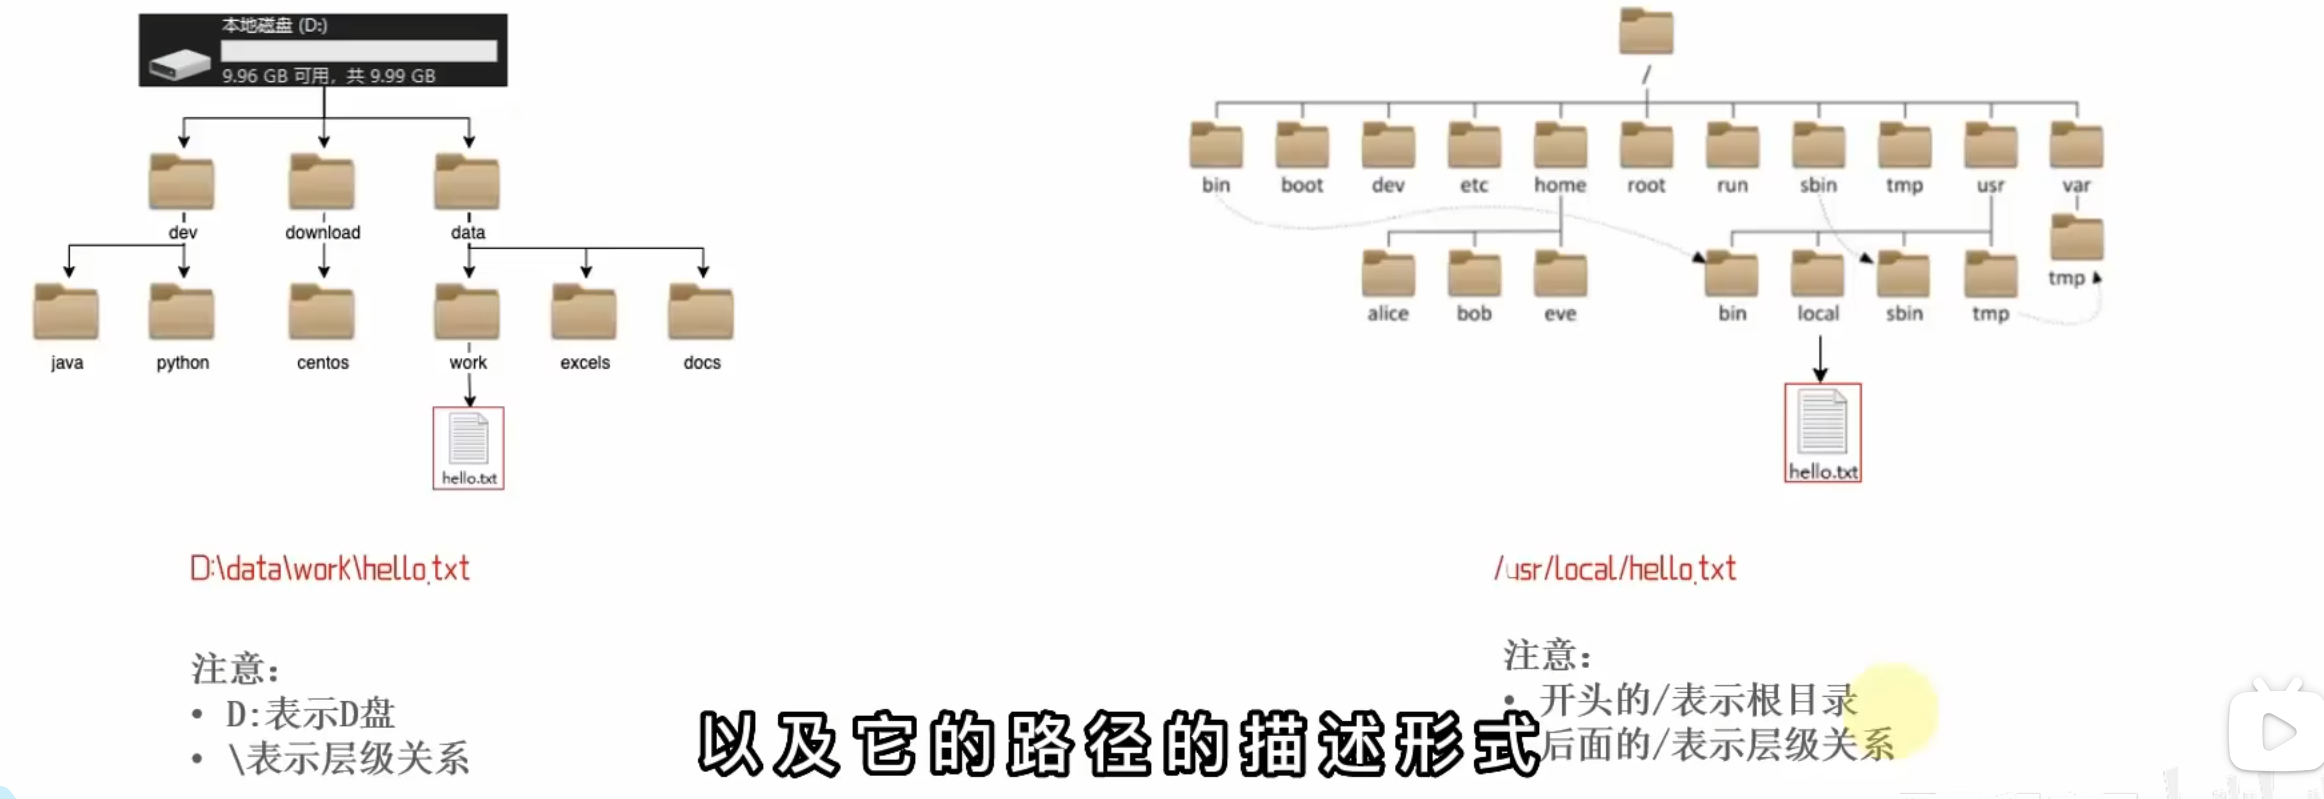 本地磁盘 (D:)
9.96 GB 可用，共 9.99 GB
dev
download
data
java
python
centos
work
excels
docs
hello.txt
D:\data\work\hello.txt
注意：
• D:表示D盘
• \表示层级关系
/
bin
boot
dev
etc
home
root
run
sbin
tmp
usr
var
alice
bob
eve
bin
local
sbin
tmp
tmp
hello.txt
/usr/local/hello.txt
注意：
• 开头的/表示根目录
后面的/表示层级关系
以及它的路径的描述形式